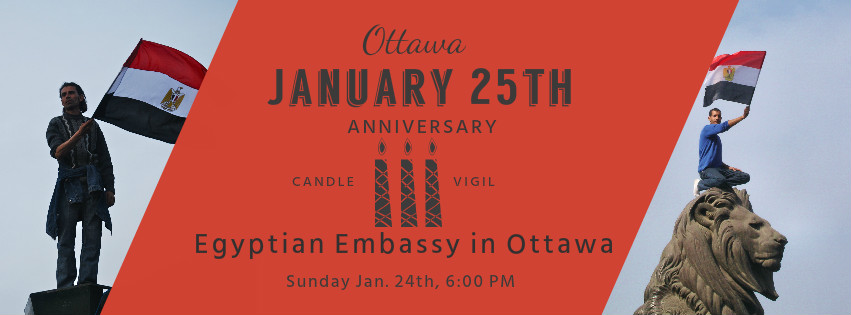 Ottawa
JANUARY 25TH
ANNIVERSARY
CANDLE VIGIL
Egyptian Embassy in Ottawa
Sunday Jan. 24th, 6:00 PM